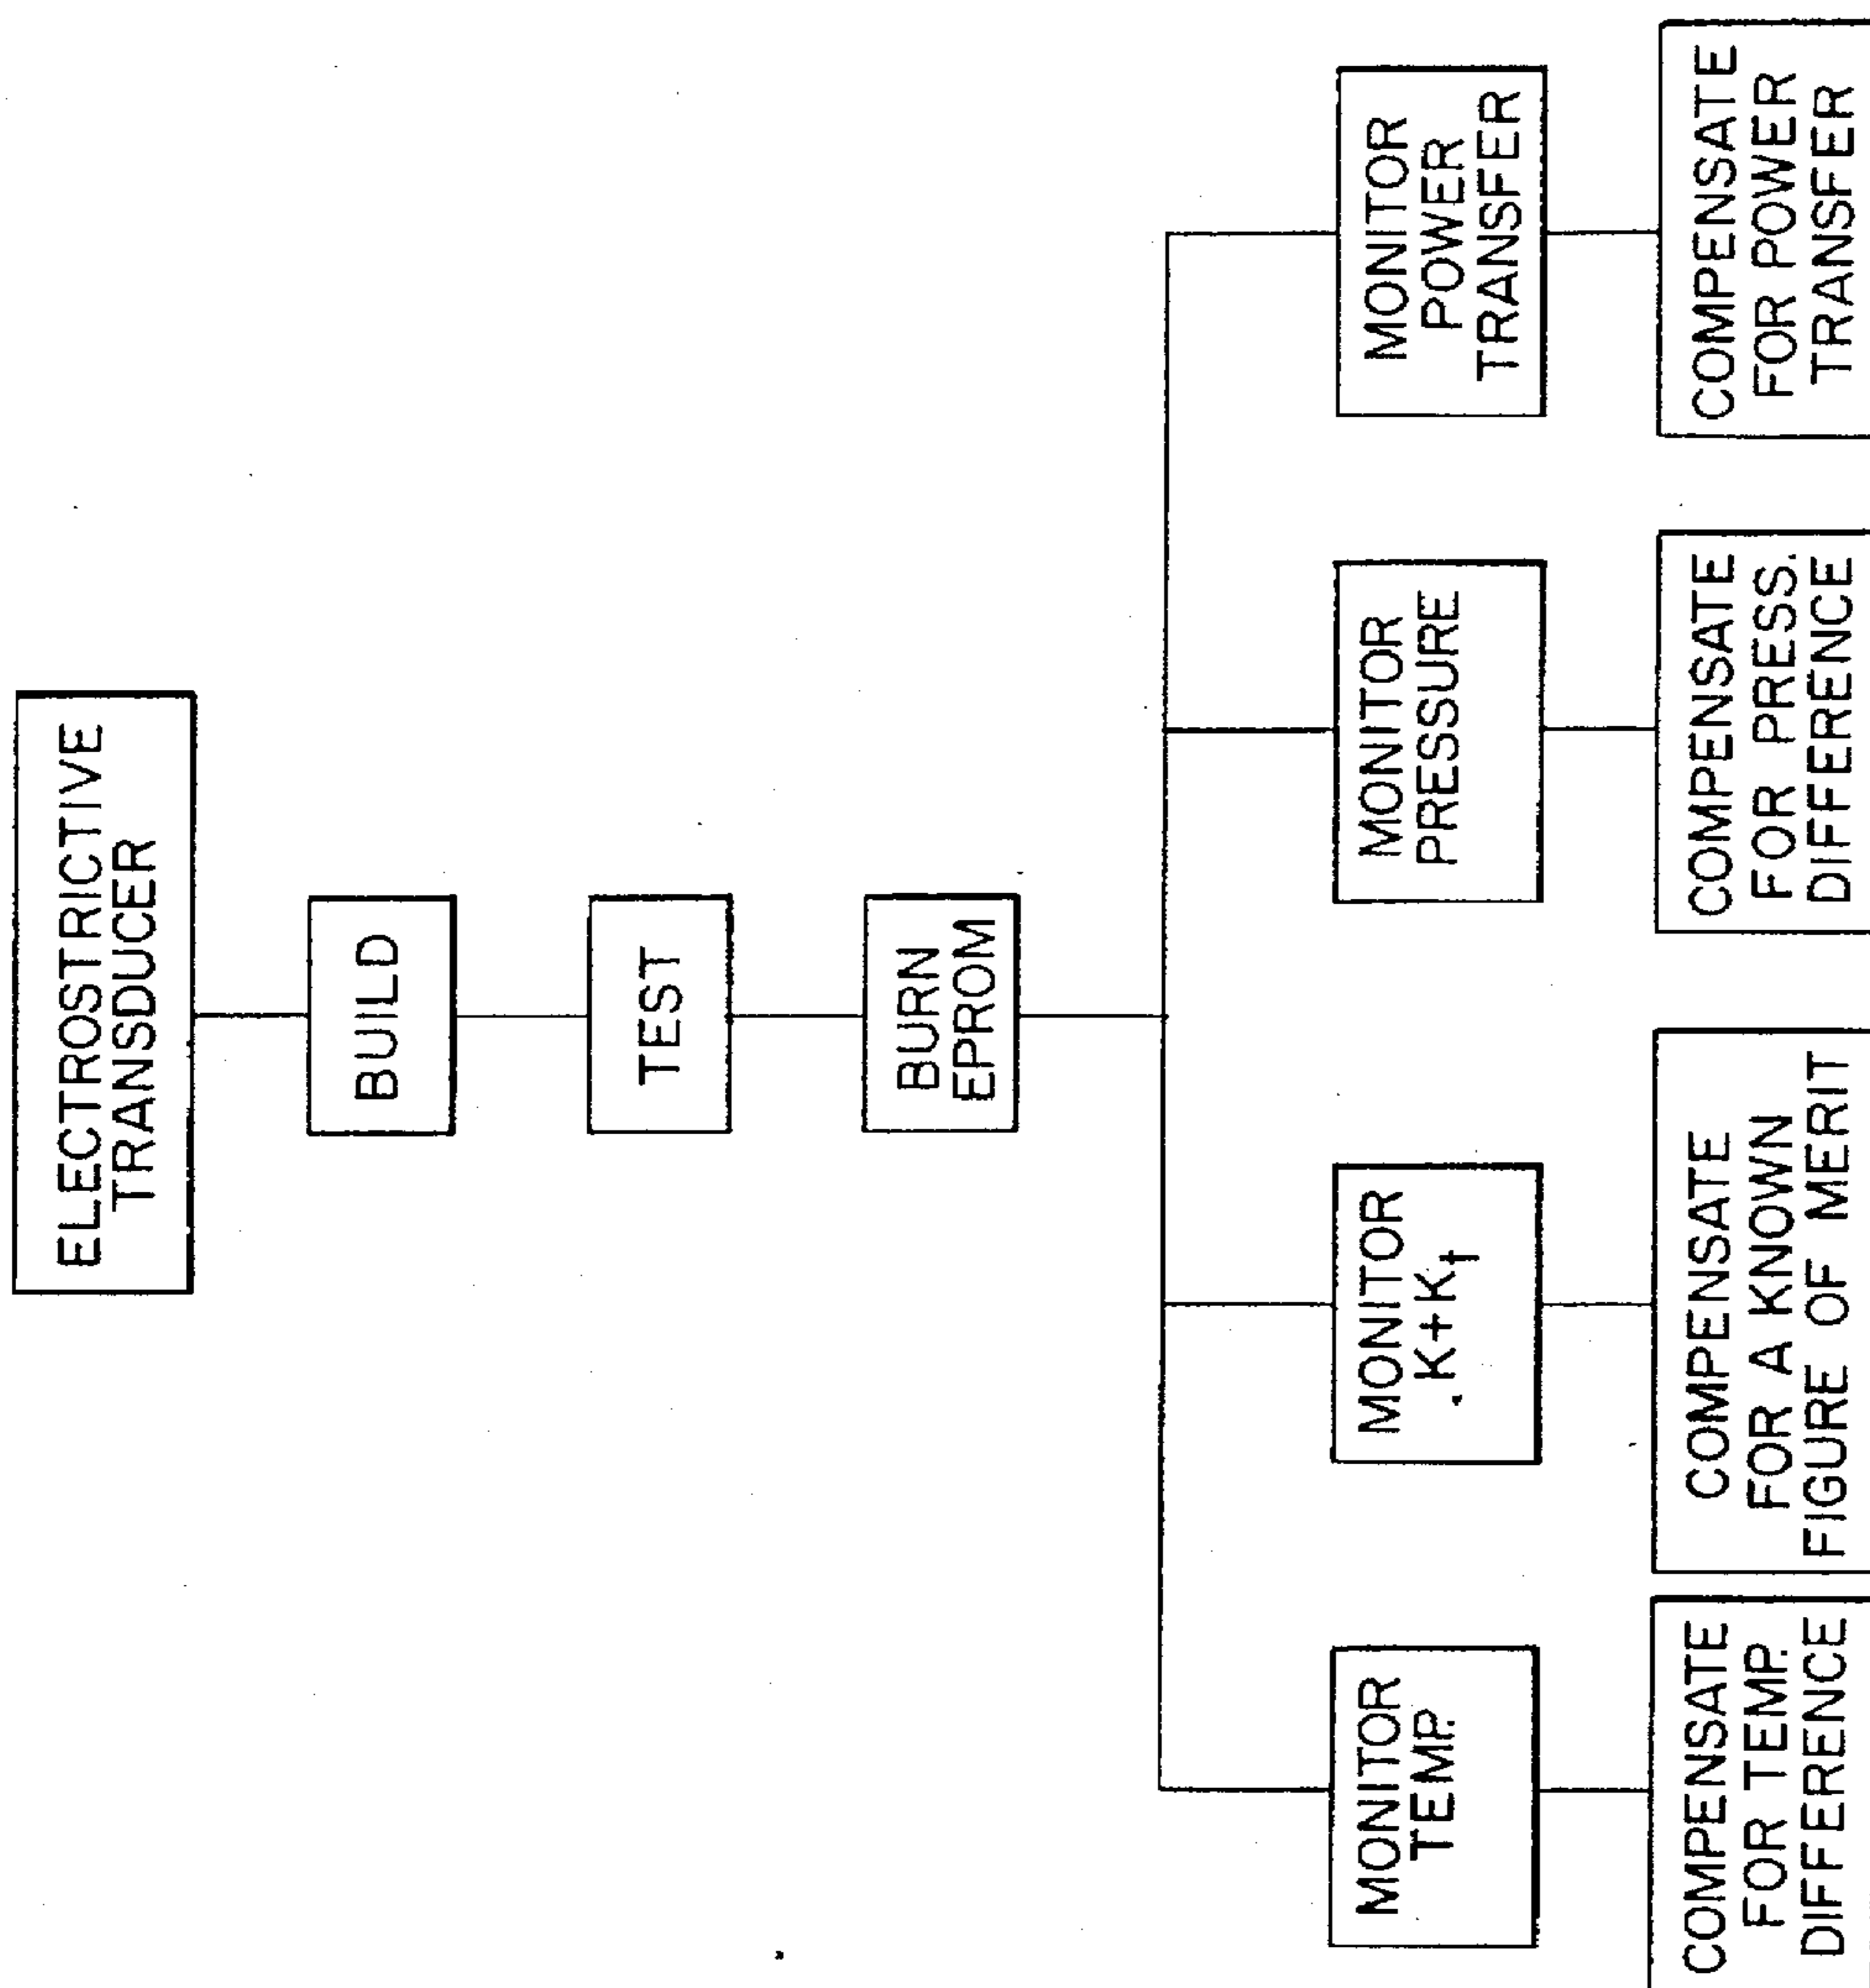 ELECTROSTRICTIVE
TRANSDUCER
BUILD
TEST
BURN
EPROM
MONITOR
TEMP.
MONITOR
K+Kt
MONITOR
PRESSURE
MONITOR
POWER
TRANSFER
COMPENSATE
FOR TEMP.
DIFFERENCE
COMPENSATE
FOR A KNOWN
FIGURE OF MERIT
COMPENSATE
FOR PRESS.
DIFFERENCE
COMPENSATE
FOR POWER
TRANSFER